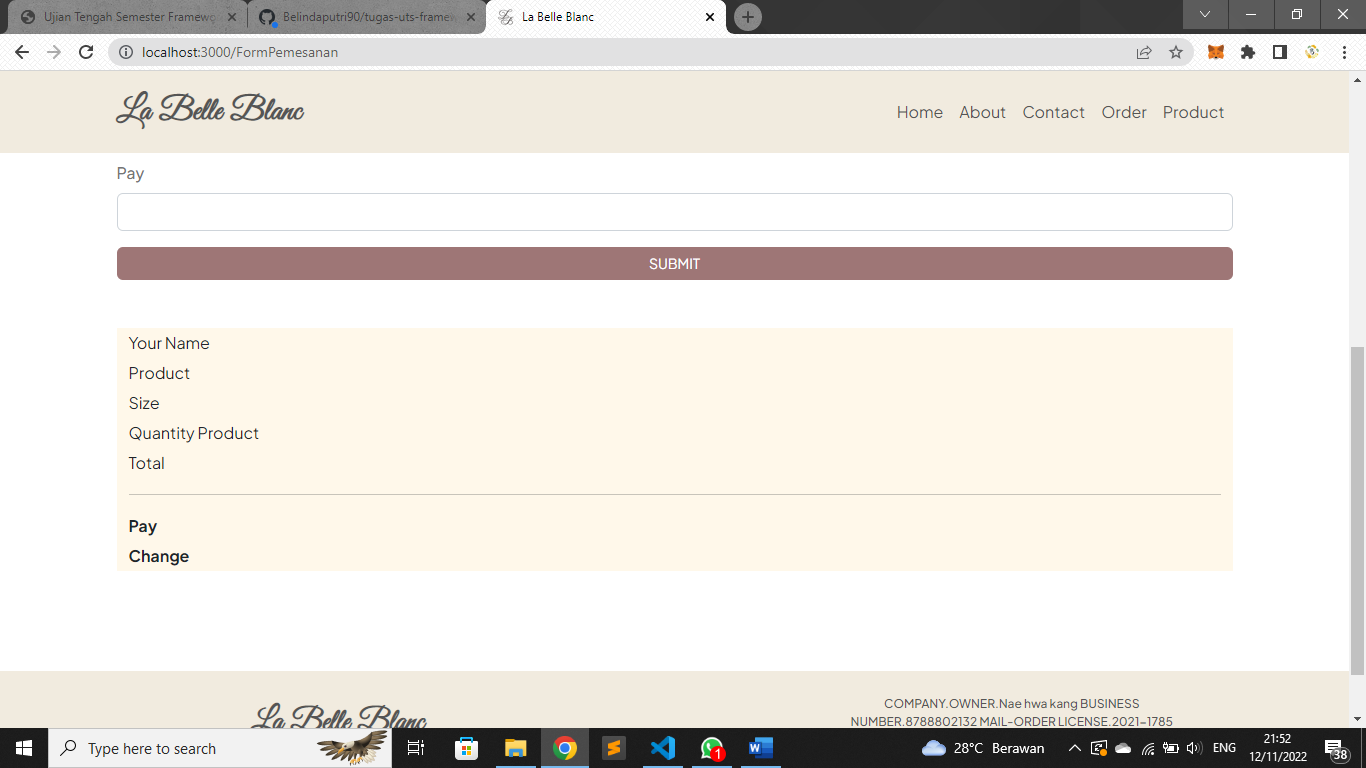 Ujian Tengah Semester Framewo
Belindaputri90/tugas-uts-framew
La Belle Blanc
localhost:3000/FormPemesanan
La Belle Blanc
Home About Contact Order Product
Pay
SUBMIT
Your Name
Product
Size
Quantity Product
Total
Pay
Change
La Belle Blanc
COMPANY.OWNER.Nae hwa kang BUSINESS
NUMBER.8788802132 MAIL-ORDER LICENSE.2021-1785
Type here to search
1
28°C Berawan
ENG
21:52
12/11/2022
38